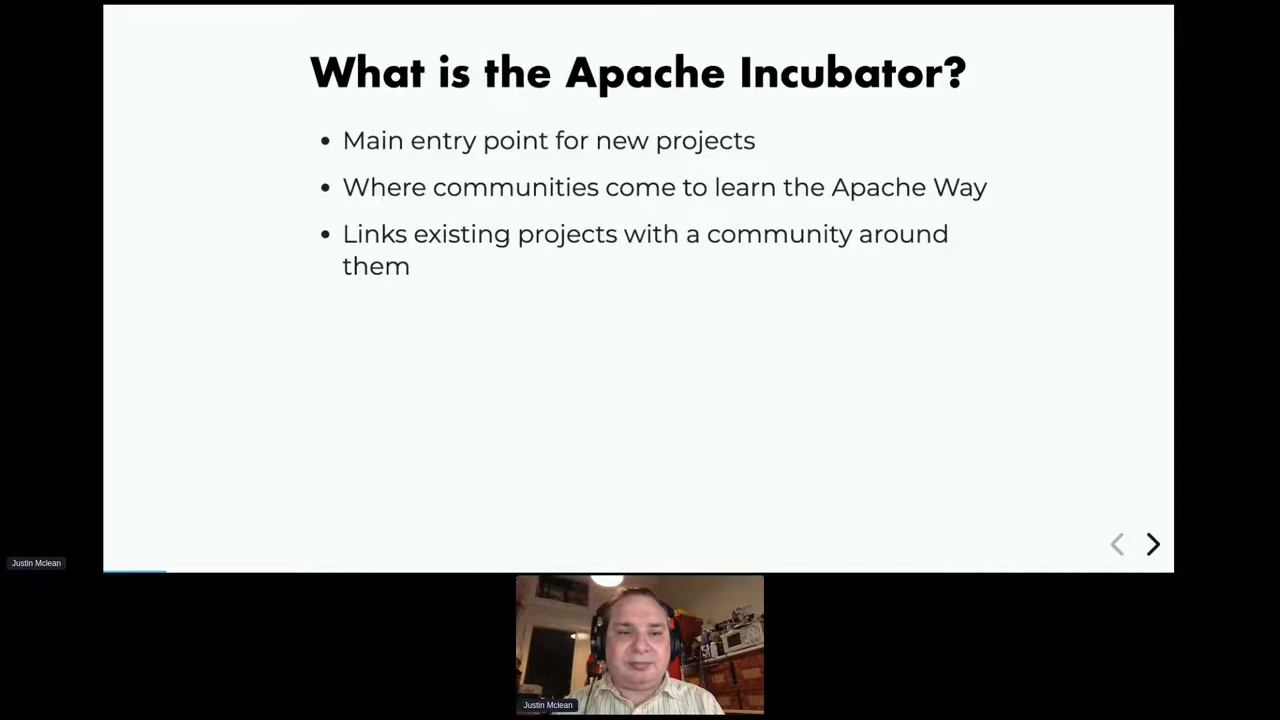 What is the Apache Incubator?
• Main entry point for new projects
• Where communities come to learn the Apache Way
• Links existing projects with a community around
them
Justin Mclean
Justin Mclean